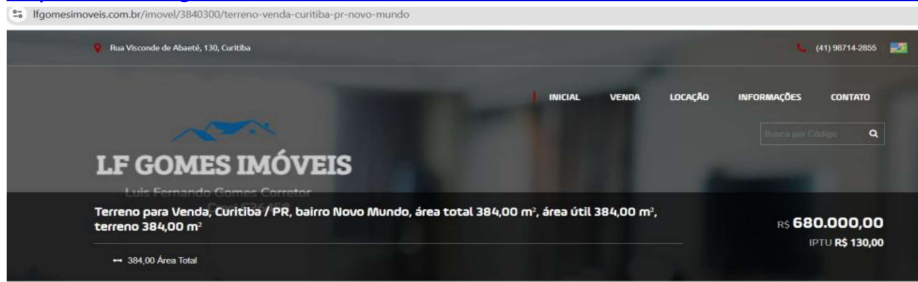 lfgomesimoveis.com.br/imovel/3840300/terreno-venda-curitiba-pr-novo-mundo
Rua Visconde de Abaeté, 130, Curitiba
(41) 98714-2855
INICIAL VENDA LOCAÇÃO INFORMAÇÕES CONTATO
Busca por Código
LF GOMES IMÓVEIS
Luis Fernando Gomes Corretor
Terreno para Venda, Curitiba / PR, bairro Novo Mundo, área total 384,00 m², área útil 384,00 m²,
terreno 384,00 m²
R$ 680.000,00
IPTU R$ 130,00
384,00 Área Total